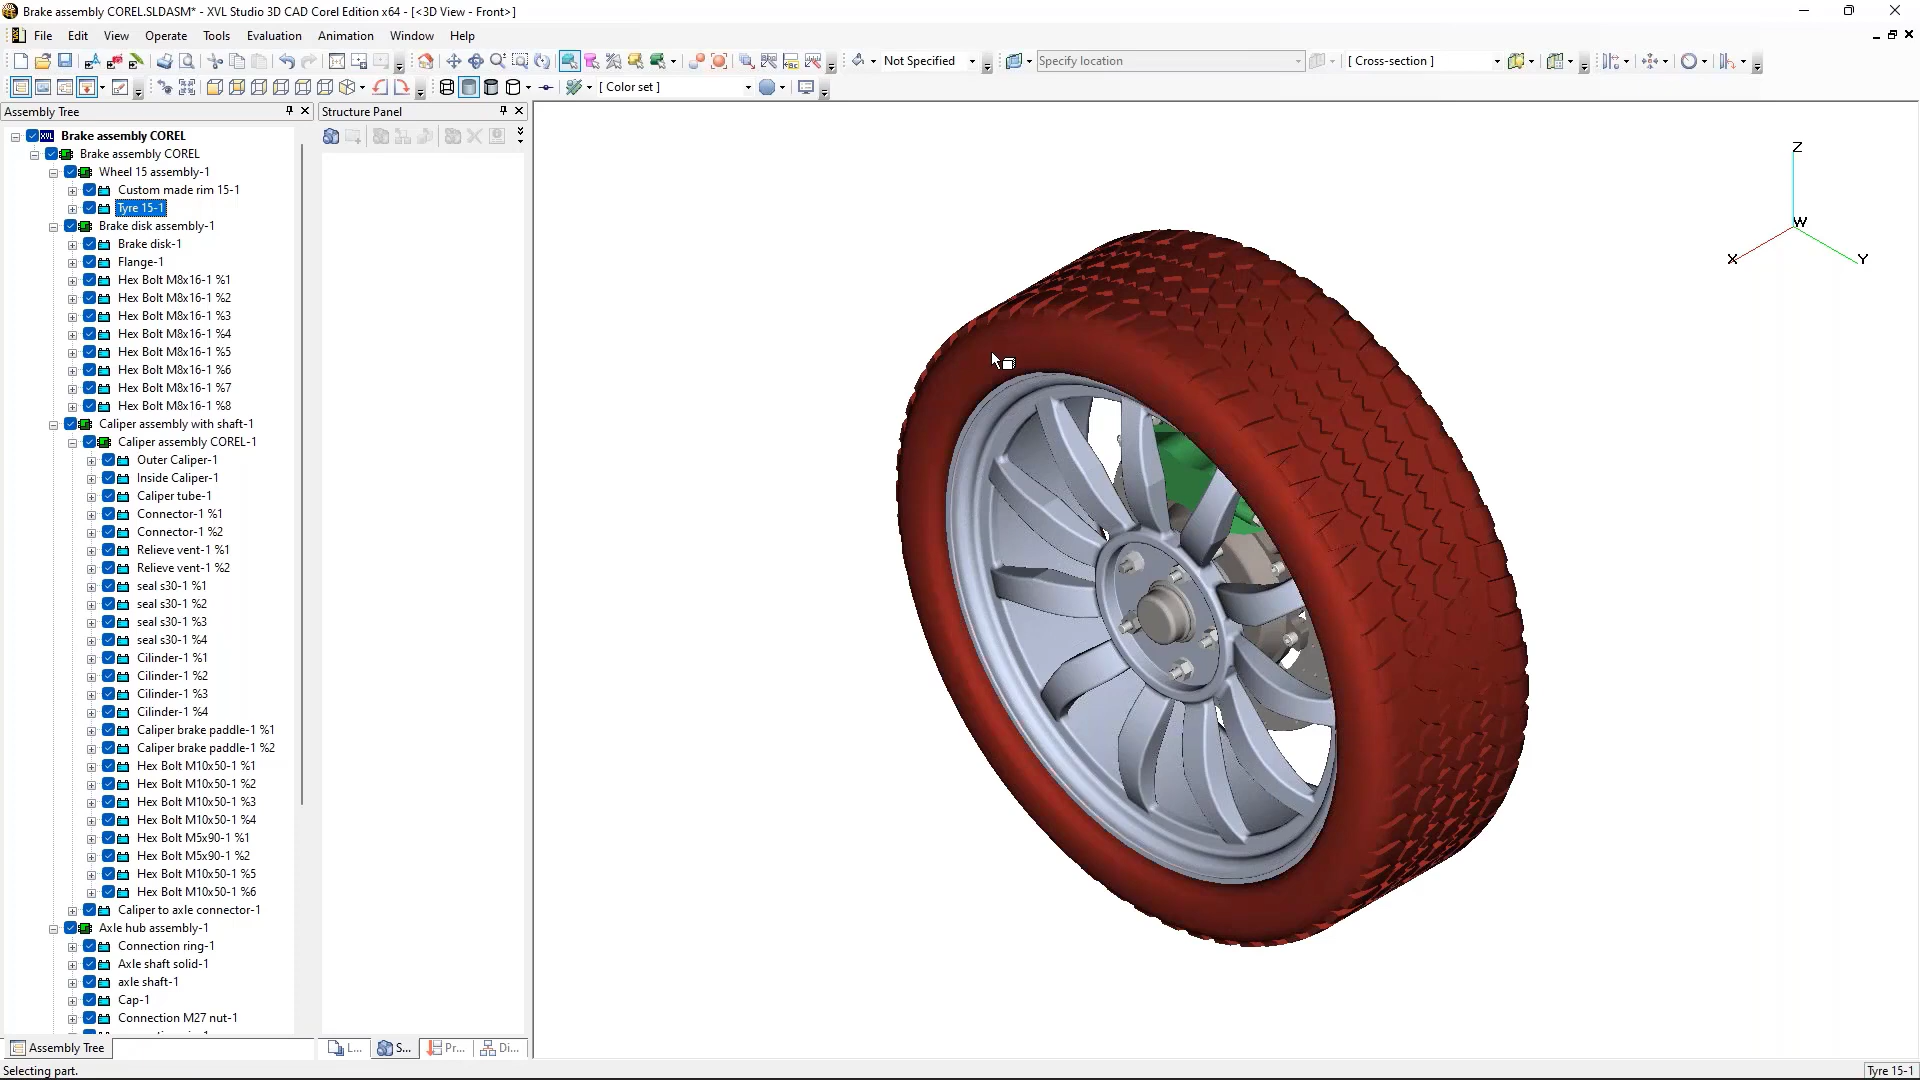 Brake assembly COREL.SLDASM* - XVL Studio 3D CAD Corel Edition x64 - [<3D View - Front>]
File Edit View Operate Tools Evaluation Animation Window Help
Not Specified
Specify location
[ Cross-section ]
[ Color set ]
Assembly Tree
Structure Panel
Brake assembly COREL
Brake assembly COREL
Wheel 15 assembly-1
Custom made rim 15-1
Tyre 15-1
Brake disk assembly-1
Brake disk-1
Flange-1
Hex Bolt M8x16-1 %1
Hex Bolt M8x16-1 %2
Hex Bolt M8x16-1 %3
Hex Bolt M8x16-1 %4
Hex Bolt M8x16-1 %5
Hex Bolt M8x16-1 %6
Hex Bolt M8x16-1 %7
Hex Bolt M8x16-1 %8
Caliper assembly with shaft-1
Caliper assembly COREL-1
Outer Caliper-1
Inside Caliper-1
Caliper tube-1
Connector-1 %1
Connector-1 %2
Relieve vent-1 %1
Relieve vent-1 %2
seal s30-1 %1
seal s30-1 %2
seal s30-1 %3
seal s30-1 %4
Cilinder-1 %1
Cilinder-1 %2
Cilinder-1 %3
Cilinder-1 %4
Caliper brake paddle-1 %1
Caliper brake paddle-1 %2
Hex Bolt M10x50-1 %1
Hex Bolt M10x50-1 %2
Hex Bolt M10x50-1 %3
Hex Bolt M10x50-1 %4
Hex Bolt M5x90-1 %1
Hex Bolt M5x90-1 %2
Hex Bolt M10x50-1 %5
Hex Bolt M10x50-1 %6
Caliper to axle connector-1
Axle hub assembly-1
Connection ring-1
Axle shaft solid-1
axle shaft-1
Cap-1
Connection M27 nut-1
Z
W
X
Y
Assembly Tree
L...
S...
Pr...
Di...
Selecting part.
Tyre 15-1